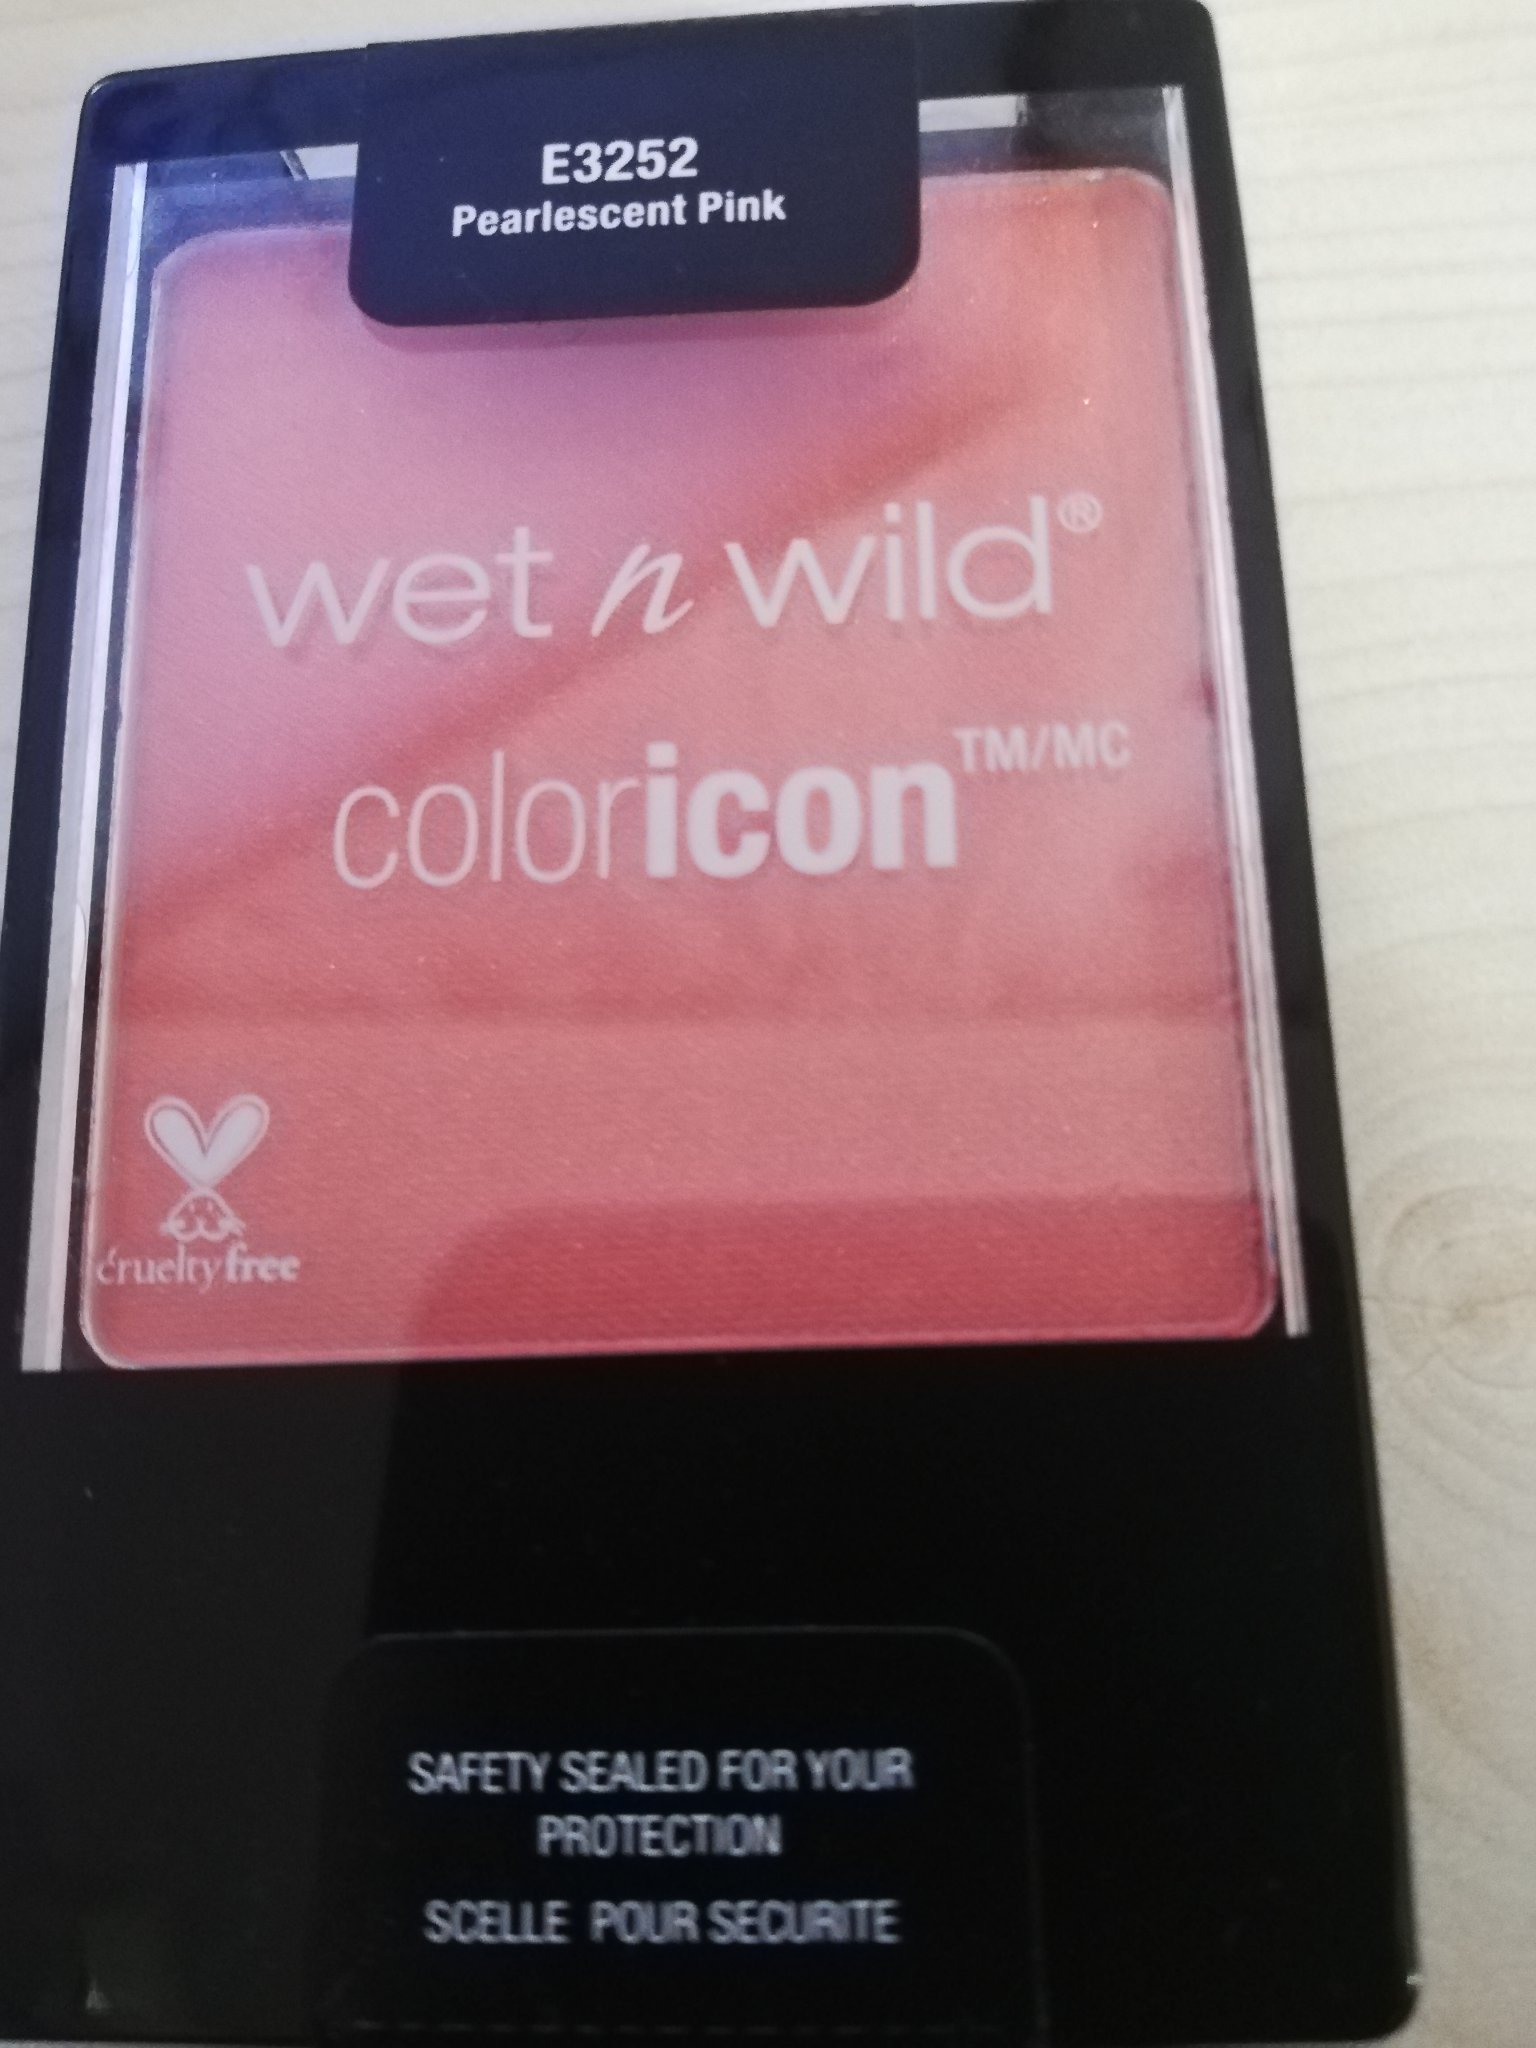 E3252
Pearlescent Pink
wet n wild®
coloricon™/MC
crueltyfree
SAFETY SEALED FOR YOUR
PROTECTION
SCELLE POUR SECURITE